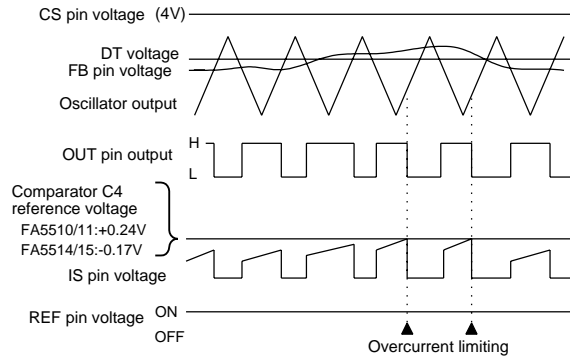 CS pin voltage (4V)
DT voltage
FB pin voltage
Oscillator output
OUT pin output
H
L
Comparator C4
reference voltage
FA5510/11:+0.24V
FA5514/15:-0.17V
IS pin voltage
REF pin voltage
ON
OFF
Overcurrent limiting